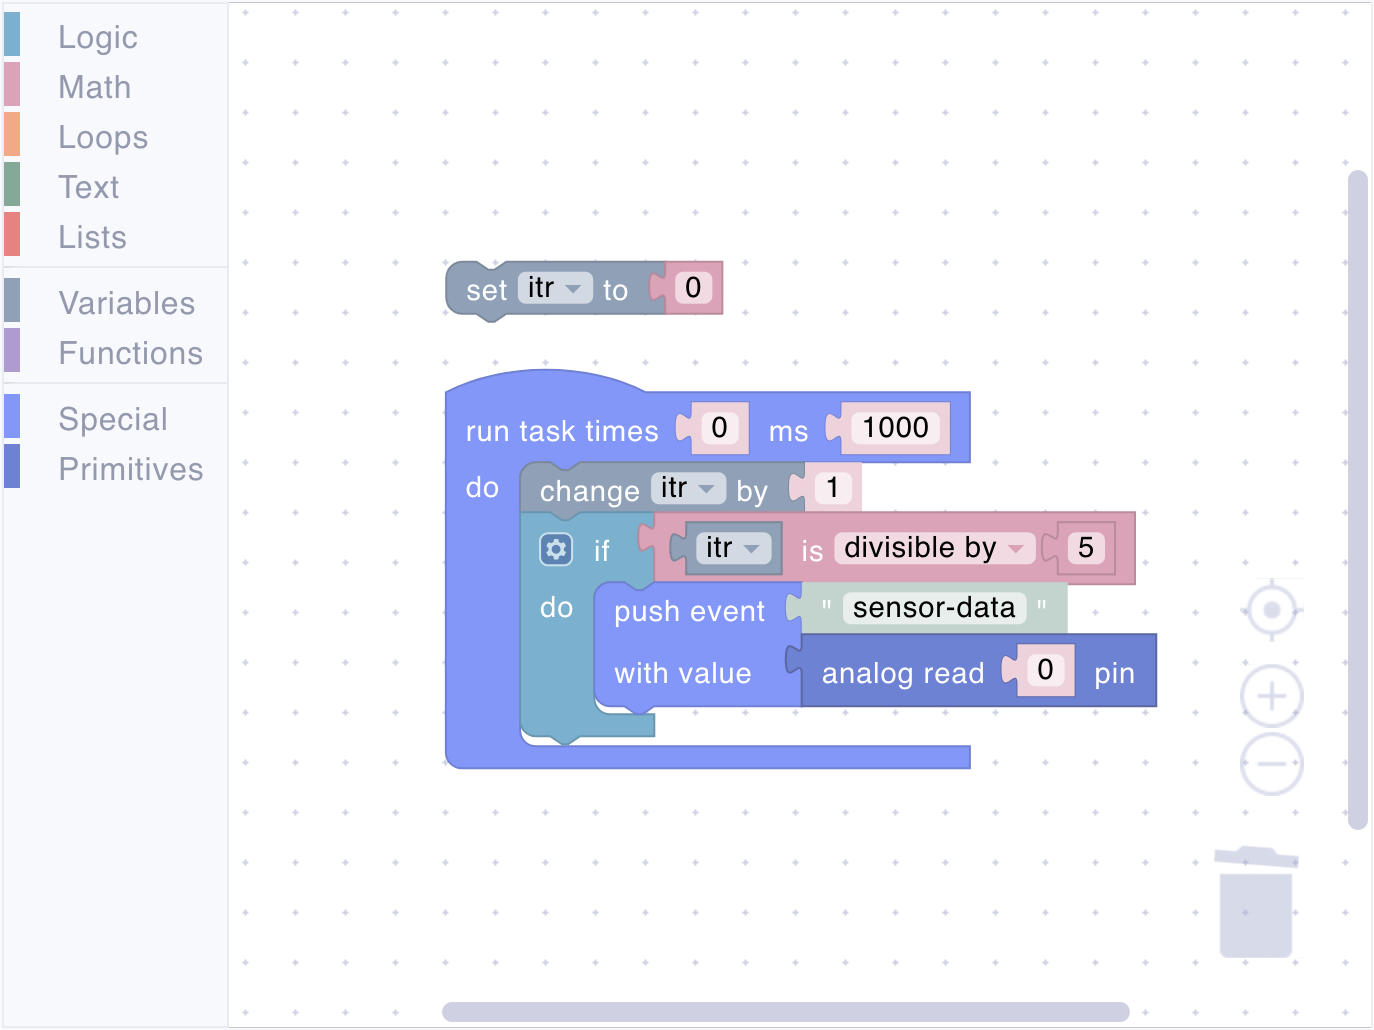 Logic
Math
Loops
Text
Lists
Variables
Functions
Special
Primitives
set itr to 0
run task times 0 ms 1000
do change itr by 1
if itr is divisible by 5
do push event " sensor-data "
with value analog read 0 pin